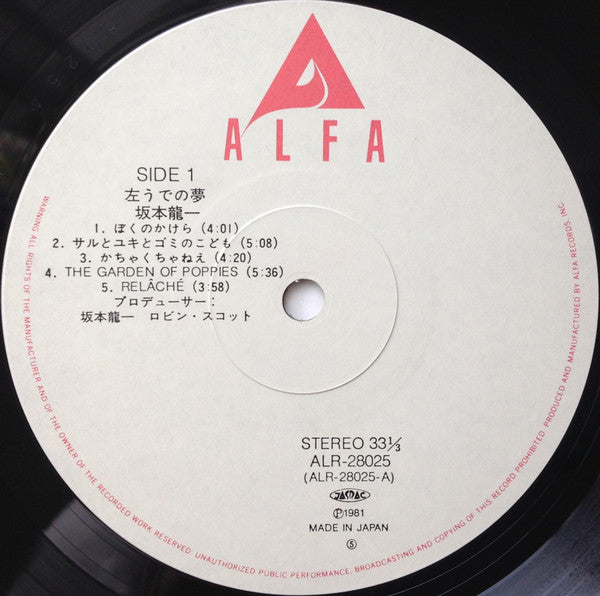 ALFA
SIDE 1
左うでの夢
坂本龍一
1. ぼくのかけら (4:01)
2. サルとユキとゴミのこども (5:08)
3. かちゃくちゃねえ (4:20)
4. THE GARDEN OF POPPIES (5:36)
5. RELÂCHÉ (3:58)
プロデューサー:
坂本龍一 ロビン・スコット
STEREO 33⅓
ALR-28025
(ALR-28025-A)
JASRAC
Ⓟ1981
MADE IN JAPAN
⑤
WARNING ALL RIGHTS OF THE MANUFACTURER AND OF THE OWNER OF THE RECORDED WORK RESERVED. UNAUTHORIZED PUBLIC PERFORMANCE, BROADCASTING AND COPYING OF THIS RECORD PROHIBITED. PRODUCED AND MANUFACTURED BY ALFA RECORDS, INC.